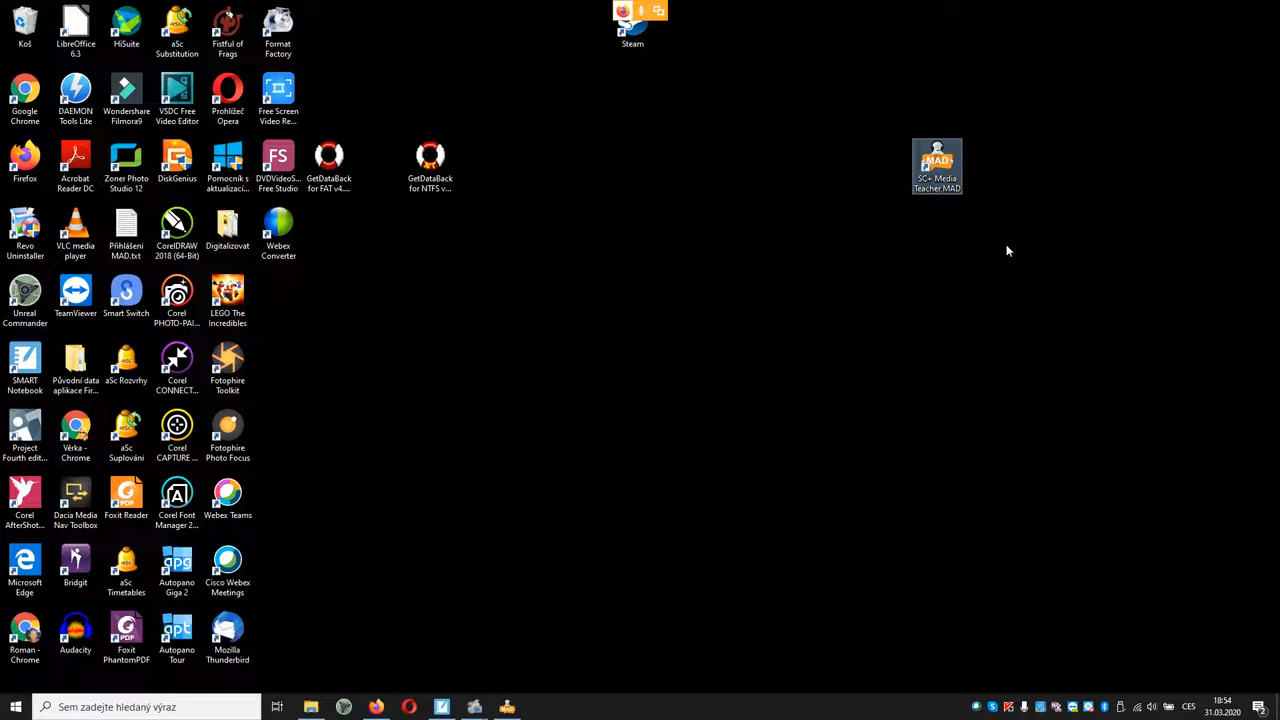 Koš
LibreOffice
6.3
HiSuite
aSc
Substitution
Fistful of
Frags
Format
Factory
Steam
Google
Chrome
DAEMON
Tools Lite
Wondershare
Filmora9
VSDC Free
Video Editor
Prohlížeč
Opera
Free Screen
Video Re...
Firefox
Acrobat
Reader DC
Zoner Photo
Studio 12
DiskGenius
Pomocník s
aktualizací...
FS
DVDVideoS...
Free Studio
GetDataBack
for FAT v4....
GetDataBack
for NTFS v...
MAD
SC+ Media
Teacher MAD
Revo
Uninstaller
VLC media
player
Přihlášení
MAD.txt
CorelDRAW
2018 (64-Bit)
Digitalizovat
Webex
Converter
Unreal
Commander
TeamViewer
Smart Switch
Corel
PHOTO-PAI...
LEGO The
Incredibles
SMART
Notebook
Původní data
aplikace Fir...
aSc Rozvrhy
Corel
CONNECT...
Fotophire
Toolkit
Project
Fourth edit...
Věrka -
Chrome
aSc
Suplování
Corel
CAPTURE ...
Fotophire
Photo Focus
Corel
AfterShot...
Dacia Media
Nav Toolbox
Foxit Reader
Corel Font
Manager 2...
Webex Teams
Microsoft
Edge
Bridgit
aSc
Timetables
Autopano
Giga 2
Cisco Webex
Meetings
Roman -
Chrome
Audacity
Foxit
PhantomPDF
Autopano
Tour
Mozilla
Thunderbird
Sem zadejte hledaný výraz
CES
18:54
31.03.2020